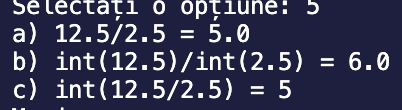 Selectați o opțiune: 5
a) 12.5/2.5 = 5.0
b) int(12.5)/int(2.5) = 6.0
c) int(12.5/2.5) = 5